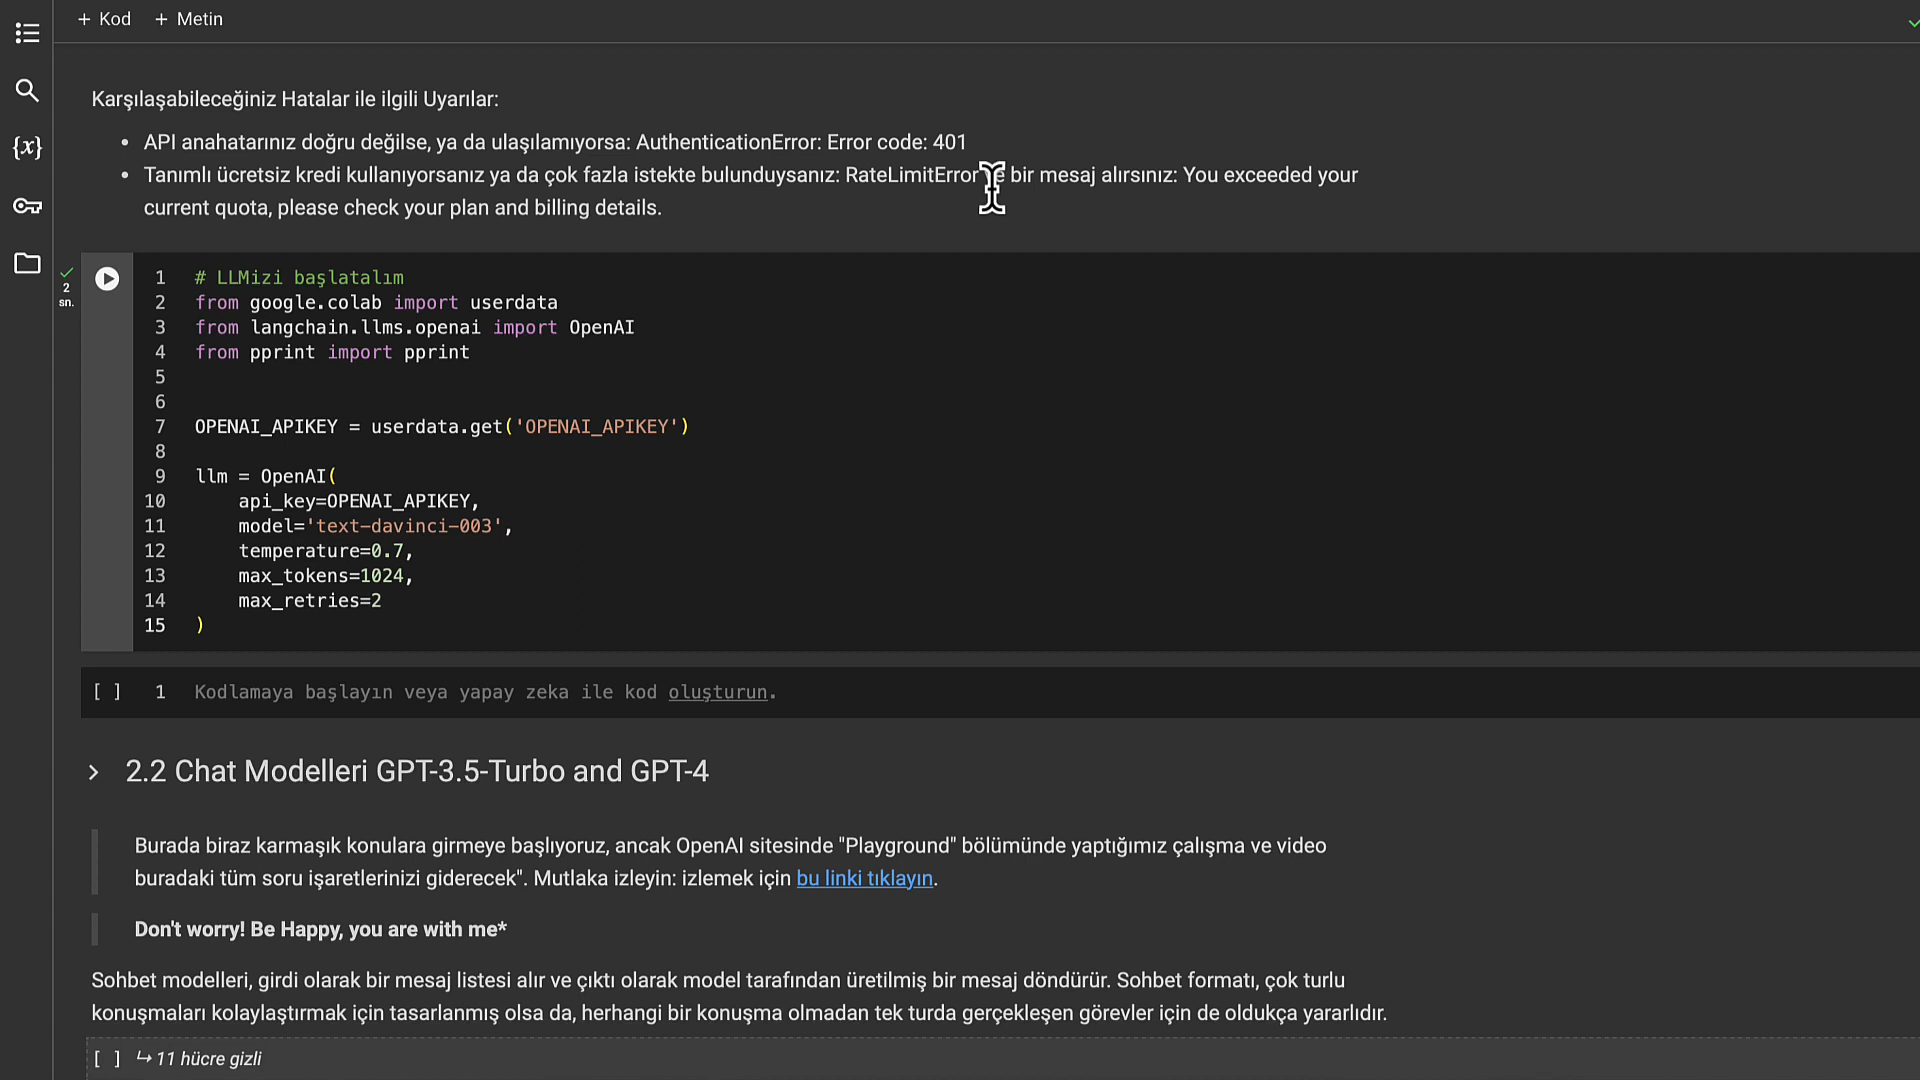 + Kod + Metin
Karşılaşabileceğiniz Hatalar ile ilgili Uyarılar:
• API anahatarınız doğru değilse, ya da ulaşılamıyorsa: AuthenticationError: Error code: 401
• Tanımlı ücretsiz kredi kullanıyorsanız ya da çok fazla istekte bulunduysanız: RateLimitError bir mesaj alırsınız: You exceeded your
current quota, please check your plan and billing details.
{x}
2
sn.
1 # LLMizi başlatalım
2 from google.colab import userdata
3 from langchain.llms.openai import OpenAI
4 from pprint import pprint
5
6
7 OPENAI_APIKEY = userdata.get('OPENAI_APIKEY')
8
9 llm = OpenAI(
10 api_key=OPENAI_APIKEY,
11 model='text-davinci-003',
12 temperature=0.7,
13 max_tokens=1024,
14 max_retries=2
15 )
[ ] 1 Kodlamaya başlayın veya yapay zeka ile kod oluşturun.
2.2 Chat Modelleri GPT-3.5-Turbo and GPT-4
Burada biraz karmaşık konulara girmeye başlıyoruz, ancak OpenAI sitesinde "Playground" bölümünde yaptığımız çalışma ve video
buradaki tüm soru işaretlerinizi giderecek". Mutlaka izleyin: izlemek için bu linki tıklayın.
Don't worry! Be Happy, you are with me*
Sohbet modelleri, girdi olarak bir mesaj listesi alır ve çıktı olarak model tarafından üretilmiş bir mesaj döndürür. Sohbet formatı, çok turlu
konuşmaları kolaylaştırmak için tasarlanmış olsa da, herhangi bir konuşma olmadan tek turda gerçekleşen görevler için de oldukça yararlıdır.
[ ] ↳ 11 hücre gizli